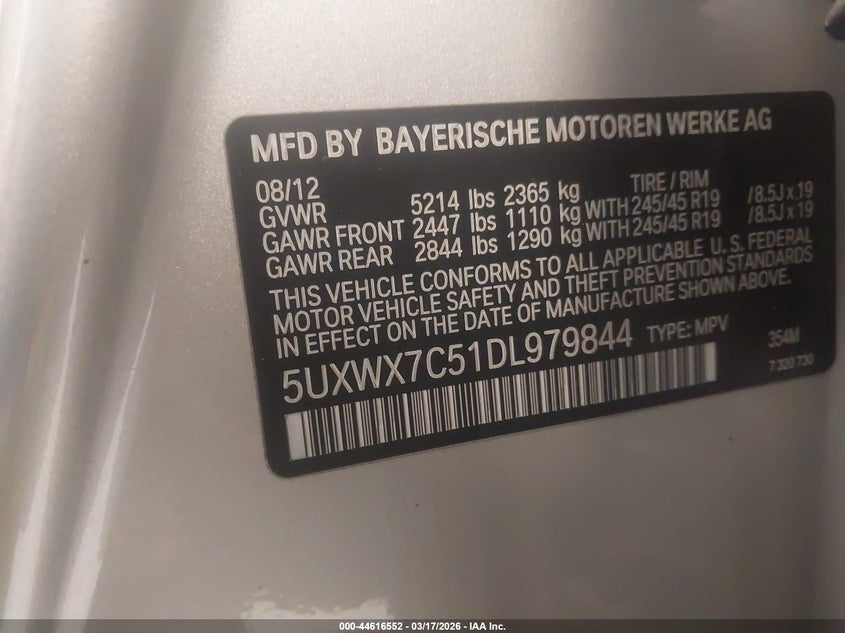 MFD BY BAYERISCHE MOTOREN WERKE AG
08/12 TIRE / RIM
GVWR 5214 lbs 2365 kg
GAWR FRONT 2447 lbs 1110 kg WITH 245/45 R19 /8.5J x 19
GAWR REAR 2844 lbs 1290 kg WITH 245/45 R19 /8.5J x 19
THIS VEHICLE CONFORMS TO ALL APPLICABLE U. S. FEDERAL
MOTOR VEHICLE SAFETY AND THEFT PREVENTION STANDARDS
IN EFFECT ON THE DATE OF MANUFACTURE SHOWN ABOVE.
5UXWX7C51DL979844 TYPE: MPV 354M
7 320 730
000-44616552 — 03/17/2026 — IAA Inc.